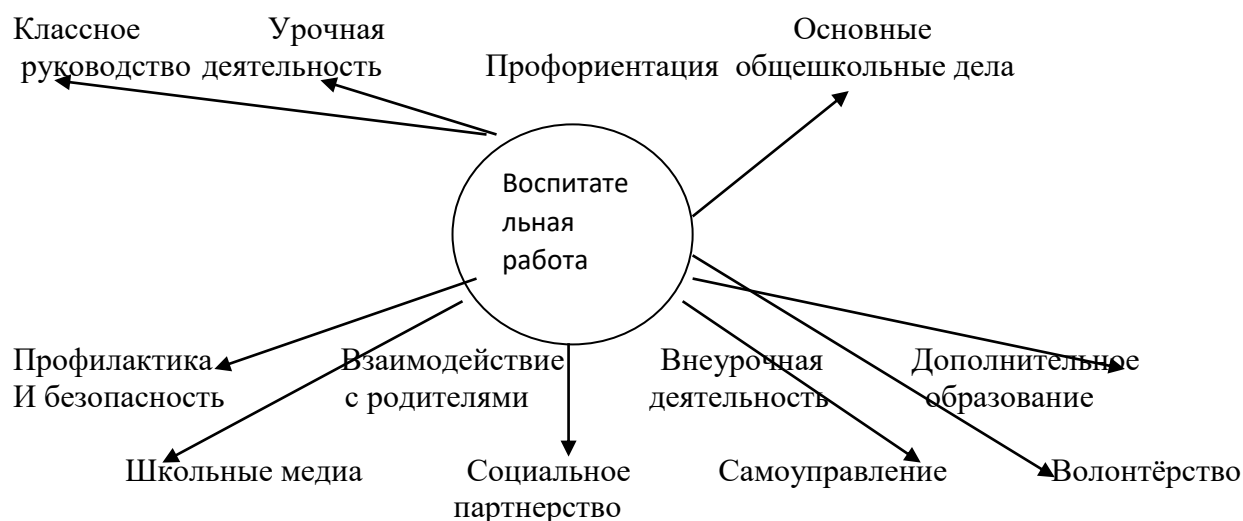 Классное Урочная Основные
руководство деятельность Профориентация общешкольные дела
Воспитате
льная
работа
Профилактика Взаимодействие Внеурочная Дополнительное
И безопасность с родителями деятельность образование
Школьные медиа Социальное Самоуправление Волонтёрство
партнерство